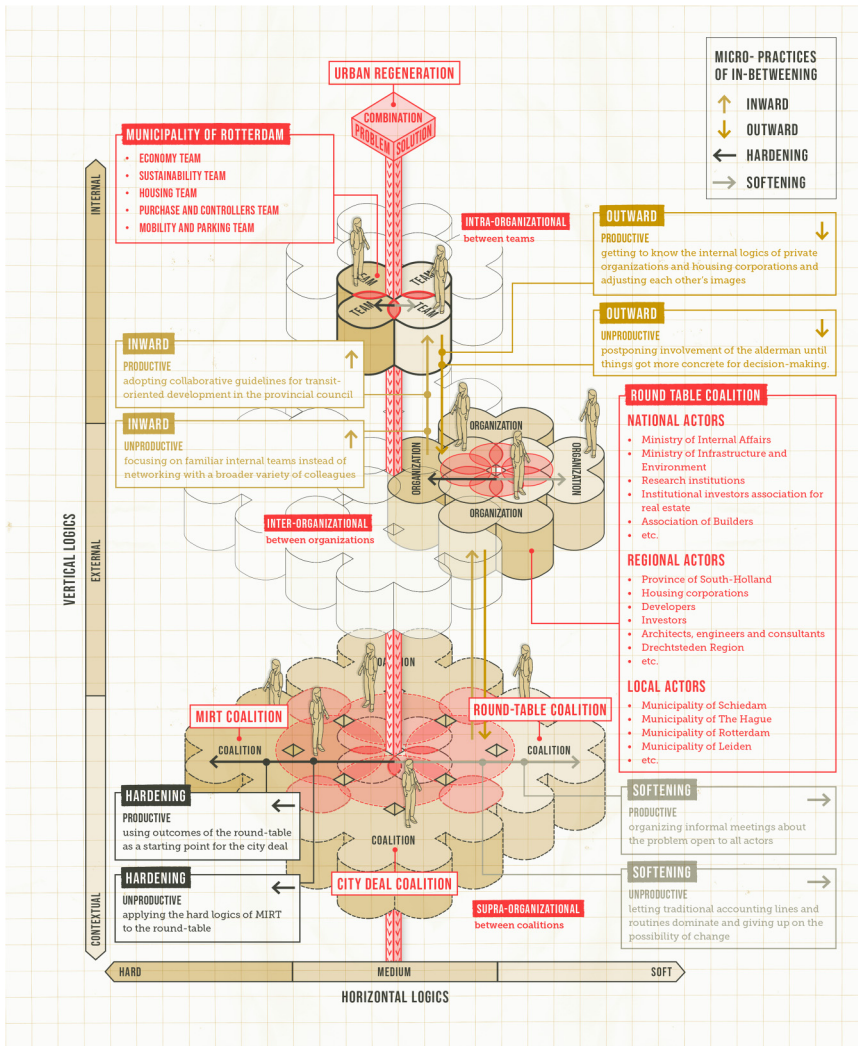 URBAN REGENERATION
COMBINATION
PROBLEM
SOLUTION
MICRO- PRACTICES
OF IN-BETWEENING
INWARD
OUTWARD
HARDENING
SOFTENING
MUNICIPALITY OF ROTTERDAM
• ECONOMY TEAM
• SUSTAINABILITY TEAM
• HOUSING TEAM
• PURCHASE AND CONTROLLERS TEAM
• MOBILITY AND PARKING TEAM
INTRA-ORGANIZATIONAL
between teams
TEAM
TEAM
TEAM
OUTWARD
PRODUCTIVE
getting to know the internal logics of private
organizations and housing corporations and
adjusting each other's images
OUTWARD
UNPRODUCTIVE
postponing involvement of the alderman until
things got more concrete for decision-making.
INWARD
PRODUCTIVE
adopting collaborative guidelines for transit-
oriented development in the provincial council
INWARD
UNPRODUCTIVE
focusing on familiar internal teams instead of
networking with a broader variety of colleagues
ORGANIZATION
ORGANIZATION
ORGANIZATION
ORGANIZATION
INTER-ORGANIZATIONAL
between organizations
ROUND TABLE COALITION
NATIONAL ACTORS
• Ministry of Internal Affairs
• Ministry of Infrastructure and
Environment
• Research institutions
• Institutional investors association for
real estate
• Association of Builders
• etc.
REGIONAL ACTORS
• Province of South-Holland
• Housing corporations
• Developers
• Investors
• Architects, engineers and consultants
• Drechtsteden Region
• etc.
LOCAL ACTORS
• Municipality of Schiedam
• Municipality of The Hague
• Municipality of Rotterdam
• Municipality of Leiden
• etc.
VERTICAL LOGICS
INTERNAL
EXTERNAL
CONTEXTUAL
MIRT COALITION
ROUND-TABLE COALITION
COALITION
COALITION
COALITION
CITY DEAL COALITION
HARDENING
PRODUCTIVE
using outcomes of the round-table
as a starting point for the city deal
HARDENING
UNPRODUCTIVE
applying the hard logics of MIRT
to the round-table
SOFTENING
PRODUCTIVE
organizing informal meetings about
the problem open to all actors
SOFTENING
UNPRODUCTIVE
letting traditional accounting lines and
routines dominate and giving up on the
possibility of change
SUPRA-ORGANIZATIONAL
between coalitions
HARD
MEDIUM
SOFT
HORIZONTAL LOGICS